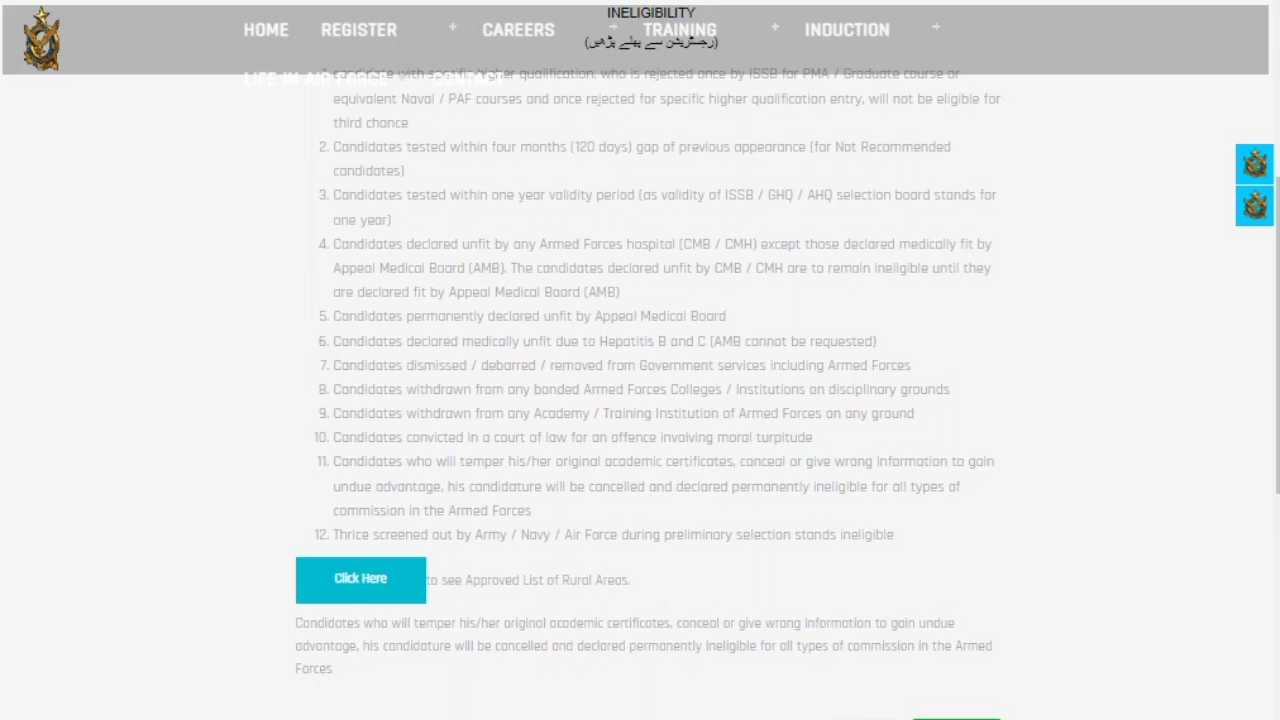 INELIGIBILITY
HOME REGISTER + CAREERS + TRAINING + INDUCTION +
(رجسٹریشن سے پہلے پڑھیں)
LIFE IN AIR FORCE CONTACT
1. candidate with specific higher qualification, who is rejected once by ISSB for PMA / Graduate course or
equivalent Naval / PAF courses and once rejected for specific higher qualification entry, will not be eligible for
third chance
2. Candidates tested within four months (120 days) gap of previous appearance (for Not Recommended
candidates)
3. Candidates tested within one year validity period (as validity of ISSB / GHQ / AHQ selection board stands for
one year)
4. Candidates declared unfit by any Armed Forces hospital (CMB / CMH) except those declared medically fit by
Appeal Medical Board (AMB). The candidates declared unfit by CMB / CMH are to remain ineligible until they
are declared fit by Appeal Medical Board (AMB)
5. Candidates permanently declared unfit by Appeal Medical Board
6. Candidates declared medically unfit due to Hepatitis B and C (AMB cannot be requested)
7. Candidates dismissed / debarred / removed from Government services including Armed Forces
8. Candidates withdrawn from any bonded Armed Forces Colleges / Institutions on disciplinary grounds
9. Candidates withdrawn from any Academy / Training Institution of Armed Forces on any ground
10. Candidates convicted in a court of law for an offence involving moral turpitude
11. Candidates who will temper his/her original academic certificates, conceal or give wrong information to gain
undue advantage, his candidature will be cancelled and declared permanently ineligible for all types of
commission in the Armed Forces
12. Thrice screened out by Army / Navy / Air Force during preliminary selection stands ineligible
Click Here to see Approved List of Rural Areas.
Candidates who will temper his/her original academic certificates, conceal or give wrong information to gain undue
advantage, his candidature will be cancelled and declared permanently ineligible for all types of commission in the Armed
Forces